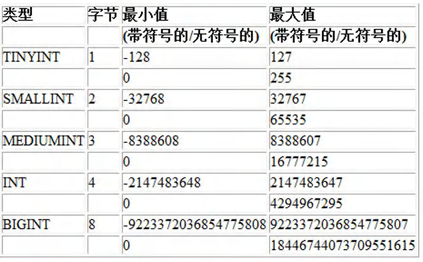 类型 字节 最小值 最大值
(带符号的/无符号的) (带符号的/无符号的)
TINYINT 1 -128 127
0 255
SMALLINT 2 -32768 32767
0 65535
MEDIUMINT 3 -8388608 8388607
0 16777215
INT 4 -2147483648 2147483647
0 4294967295
BIGINT 8 -9223372036854775808 9223372036854775807
0 18446744073709551615